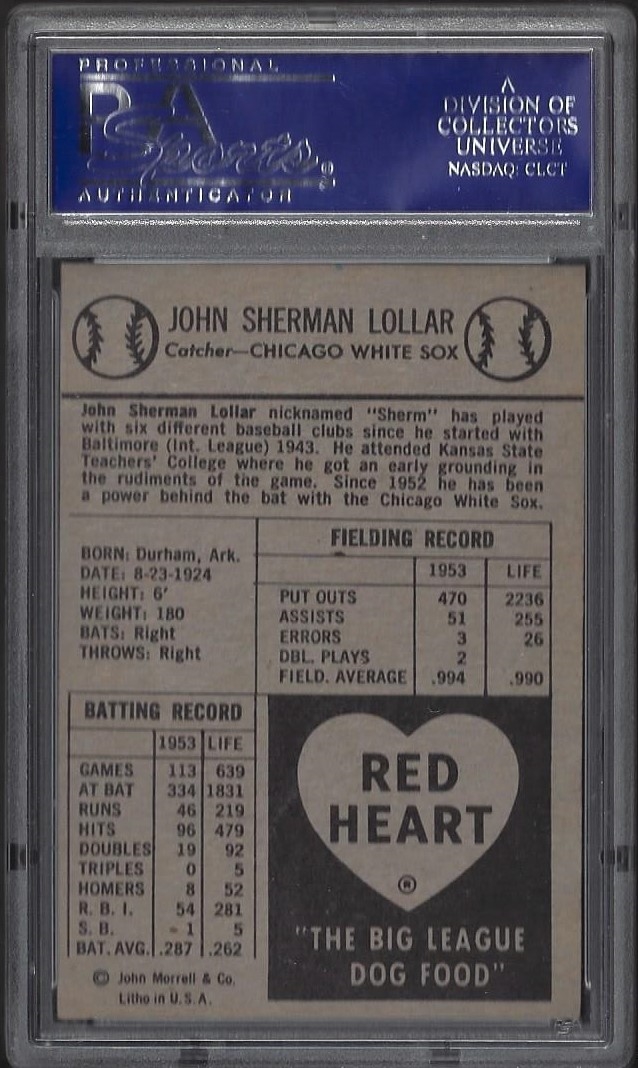 PROFESSIONAL
PSA
Sports
AUTHENTICATOR
A
DIVISION OF
COLLECTORS
UNIVERSE
NASDAQ: CLCT
JOHN SHERMAN LOLLAR
Catcher—CHICAGO WHITE SOX
John Sherman Lollar nicknamed "Sherm" has played
with six different baseball clubs since he started with
Baltimore (Int. League) 1943. He attended Kansas State
Teachers' College where he got an early grounding in
the rudiments of the game. Since 1952 he has been
a power behind the bat with the Chicago White Sox.
BORN: Durham, Ark.
DATE: 8-23-1924
HEIGHT: 6'
WEIGHT: 180
BATS: Right
THROWS: Right
FIELDING RECORD
1953 LIFE
PUT OUTS 470 2236
ASSISTS 51 255
ERRORS 3 26
DBL. PLAYS 2
FIELD. AVERAGE .994 .990
BATTING RECORD
1953 LIFE
GAMES 113 639
AT BAT 334 1831
RUNS 46 219
HITS 96 479
DOUBLES 19 92
TRIPLES 0 5
HOMERS 8 52
R. B. I. 54 281
S. B. 1 5
BAT. AVG. .287 .262
© John Morrell & Co.
Litho in U.S.A.
RED
HEART
®
"THE BIG LEAGUE
DOG FOOD"